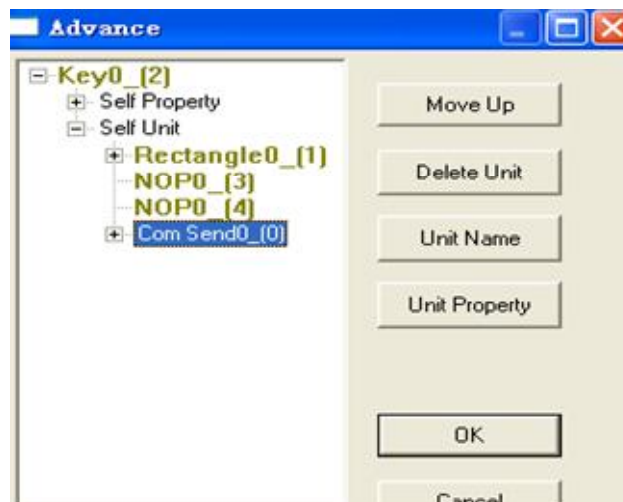 Advance
Key0_(2)
Self Property
Self Unit
Rectangle0_(1)
NOP0_(3)
NOP0_(4)
Com Send0_(0)
Move Up
Delete Unit
Unit Name
Unit Property
OK
Cancel